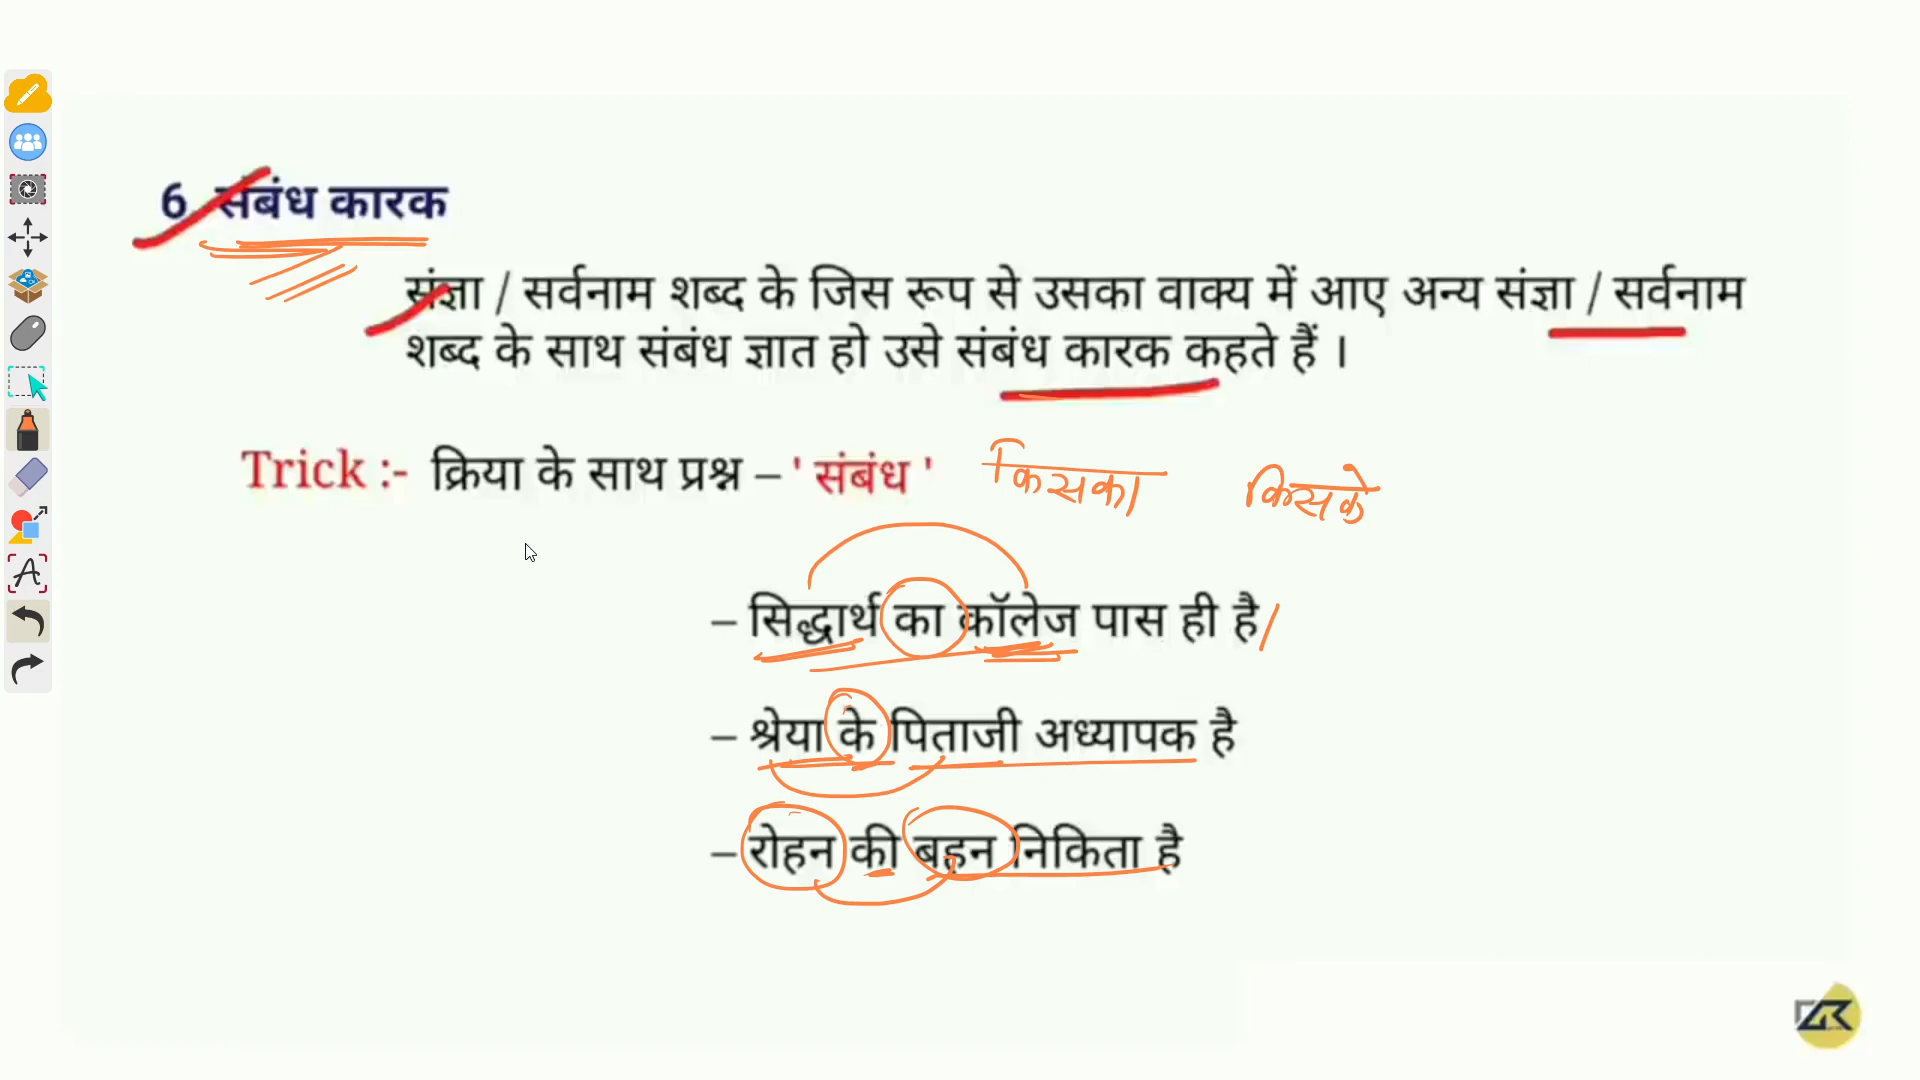 6. संबंध कारक
संज्ञा / सर्वनाम शब्द के जिस रूप से उसका वाक्य में आए अन्य संज्ञा / सर्वनाम
शब्द के साथ संबंध ज्ञात हो उसे संबंध कारक कहते हैं ।
Trick :- क्रिया के साथ प्रश्न – ' संबंध ' किसका किसके
– सिद्धार्थ का कॉलेज पास ही है
– श्रेया के पिताजी अध्यापक है
– रोहन की बहन निकिता है